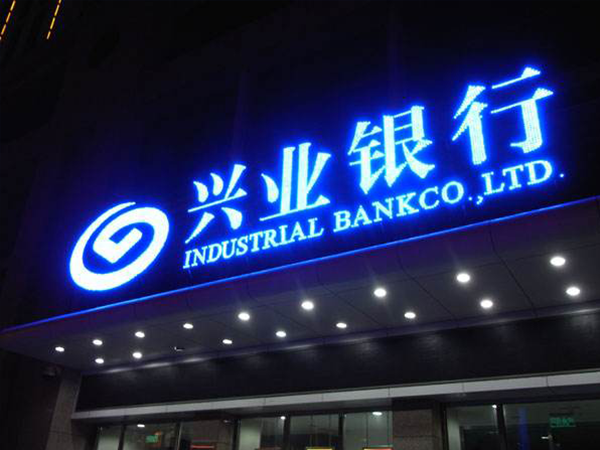 兴业银行
INDUSTRIAL BANKCO.,LTD.